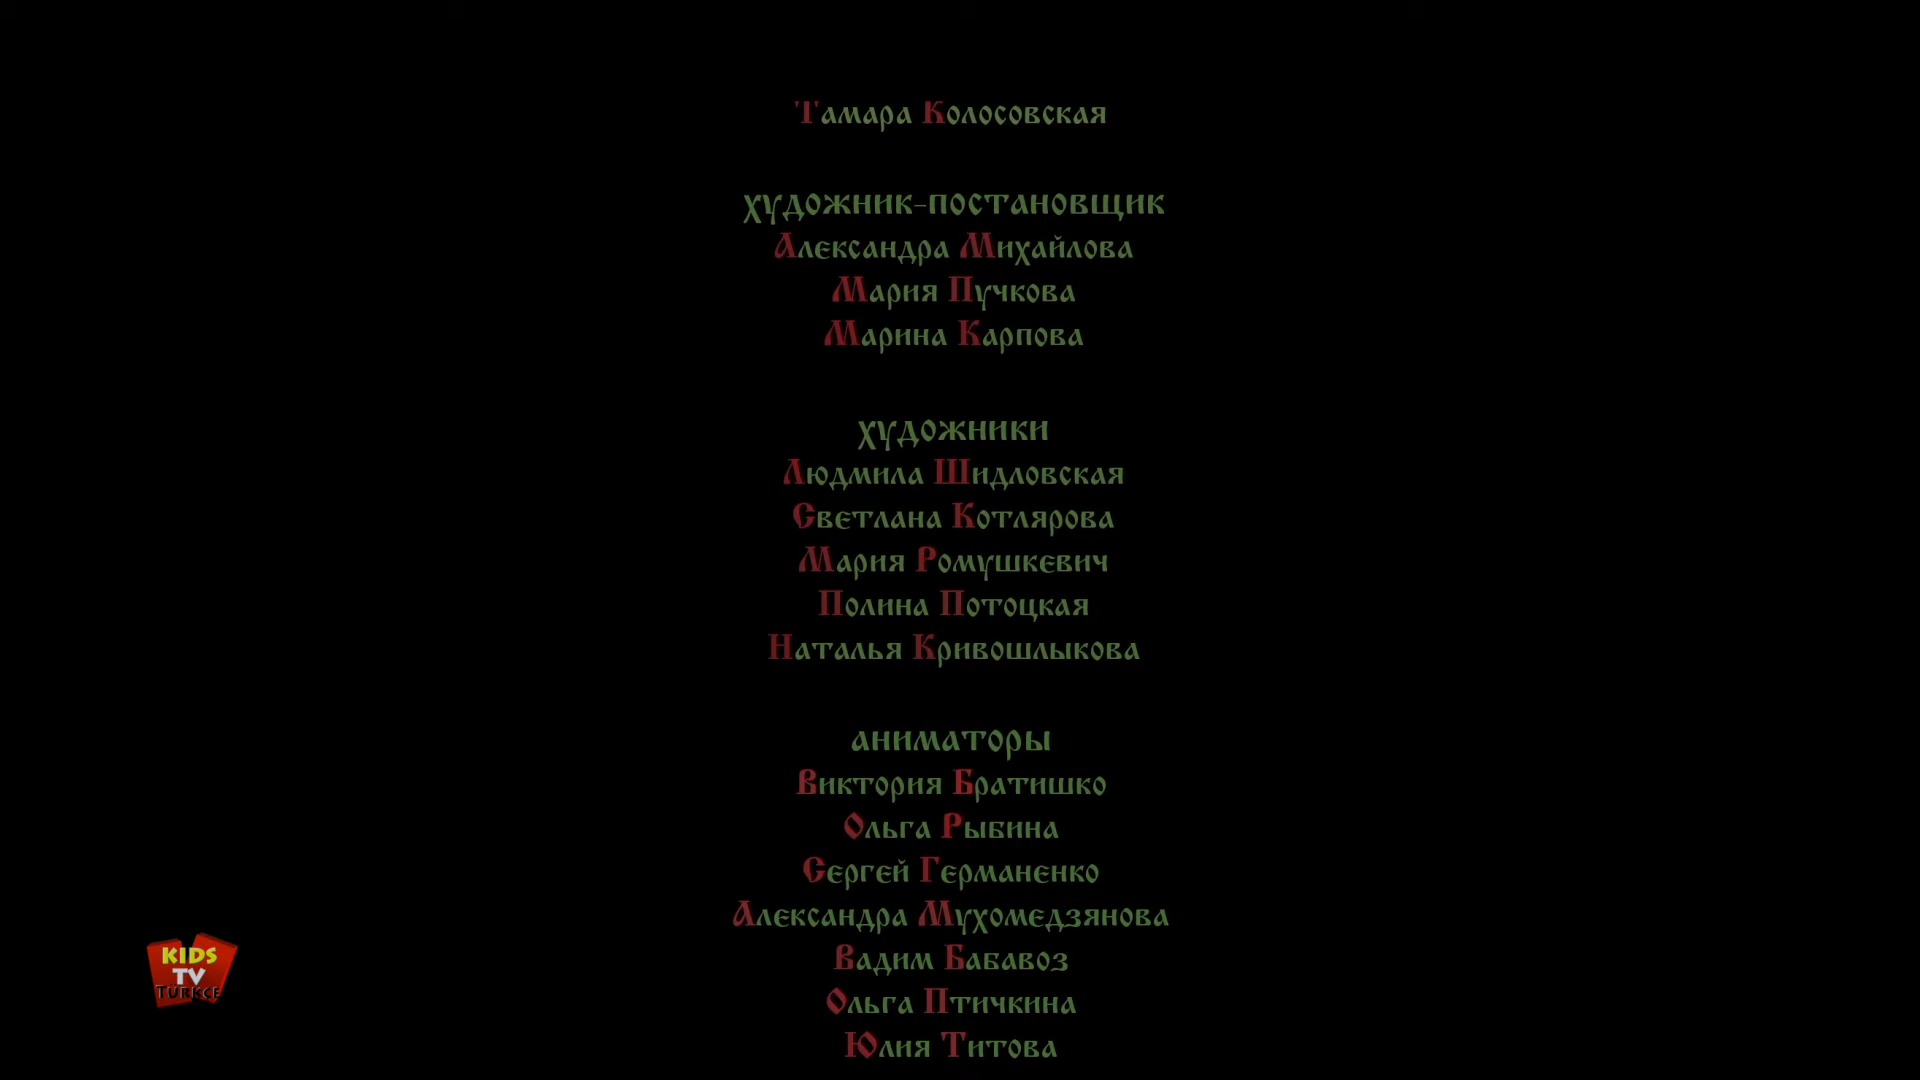 Тамара Колосовская
художник-постановщик
Александра Михайлова
Мария Пучкова
Марина Карпова
художники
Людмила Шидловская
Светлана Котлярова
Мария Ромушкевич
Полина Потоцкая
Наталья Кривошлыкова
аниматоры
Виктория Братишко
Ольга Рыбина
Сергей Германенко
Александра Мухомедзянова
Вадим Бабавоз
Ольга Птичкина
Юлия Титова
KIDS
TV
TÜRKÇE